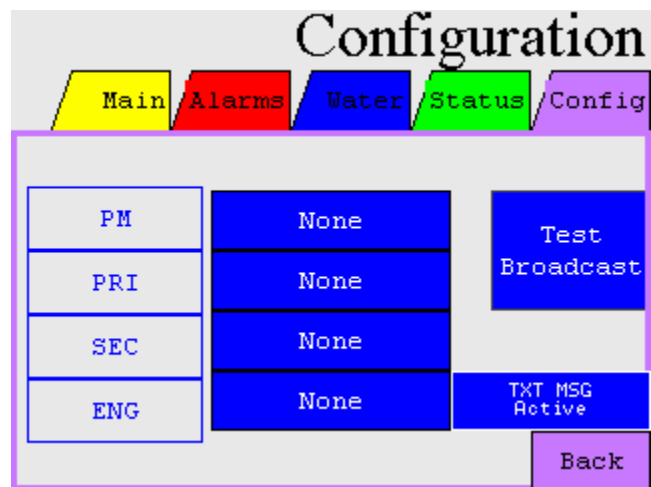 Configuration
Main Alarms Water Status Config
PM None
Test
Broadcast
PRI None
SEC None
ENG None
TXT MSG
Active
Back